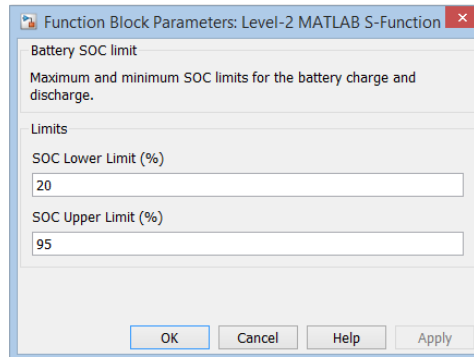 Function Block Parameters: Level-2 MATLAB S-Function
Battery SOC limit
Maximum and minimum SOC limits for the battery charge and
discharge.
Limits
SOC Lower Limit (%)
20
SOC Upper Limit (%)
95
OK Cancel Help Apply